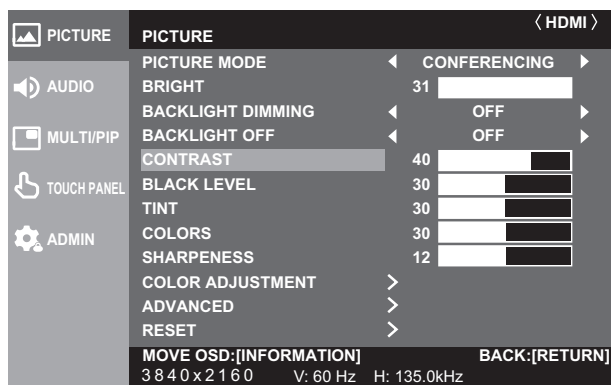 PICTURE
AUDIO
MULTI/PIP
TOUCH PANEL
ADMIN
PICTURE 〈HDMI〉
PICTURE MODE CONFERENCING
BRIGHT 31
BACKLIGHT DIMMING OFF
BACKLIGHT OFF OFF
CONTRAST 40
BLACK LEVEL 30
TINT 30
COLORS 30
SHARPENESS 12
COLOR ADJUSTMENT
ADVANCED
RESET
MOVE OSD:[INFORMATION] BACK:[RETURN]
3840x2160 V: 60 Hz H: 135.0kHz